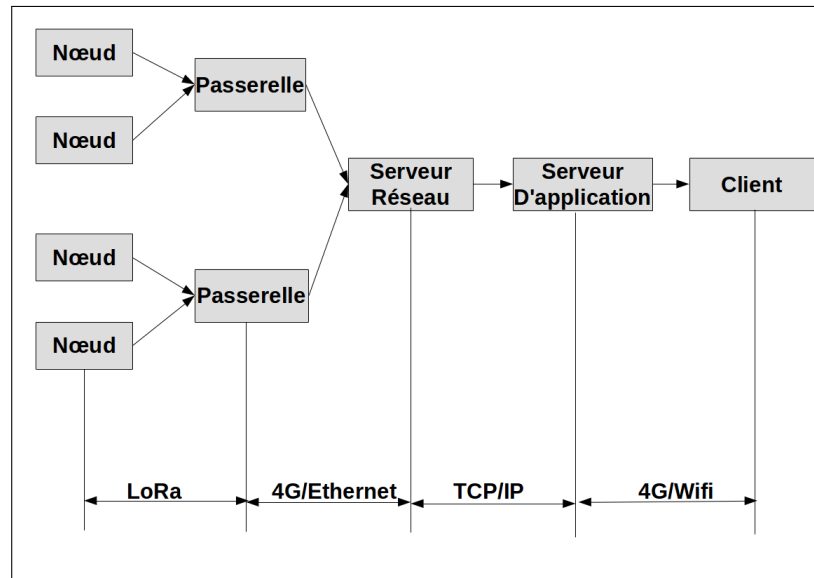 Nœud
Nœud
Passerelle
Nœud
Nœud
Passerelle
Serveur
Réseau
Serveur
D'application
Client
LoRa
4G/Ethernet
TCP/IP
4G/Wifi